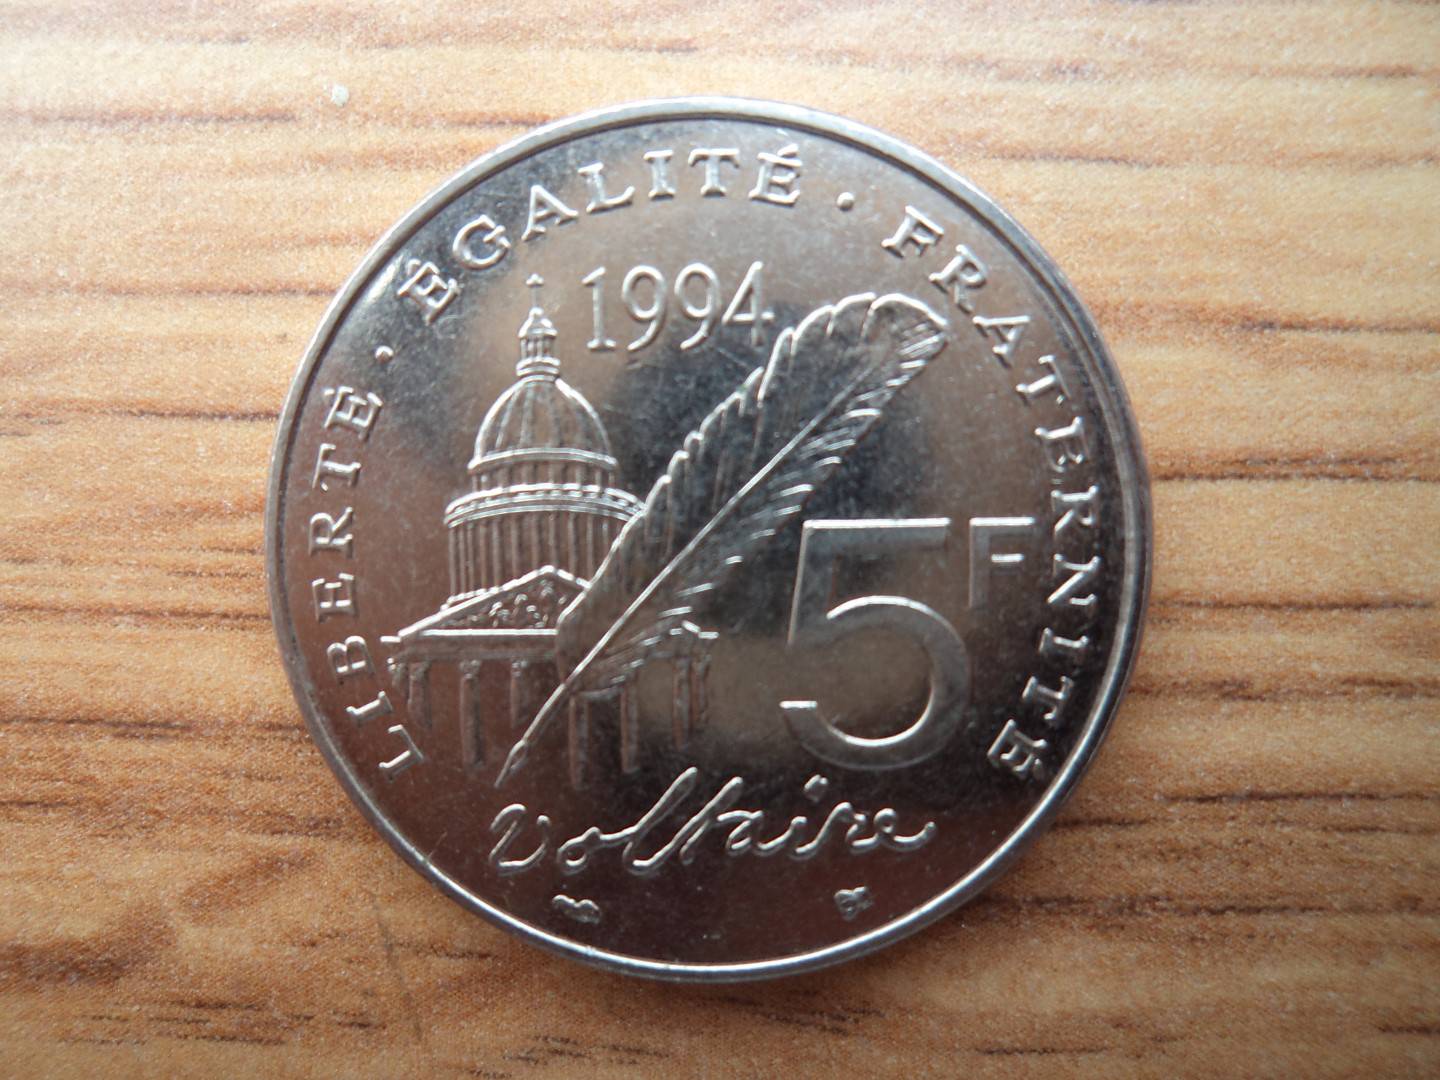 LIBERTÉ · ÉGALITÉ · FRATERNITÉ
1994
5F
Voltaire